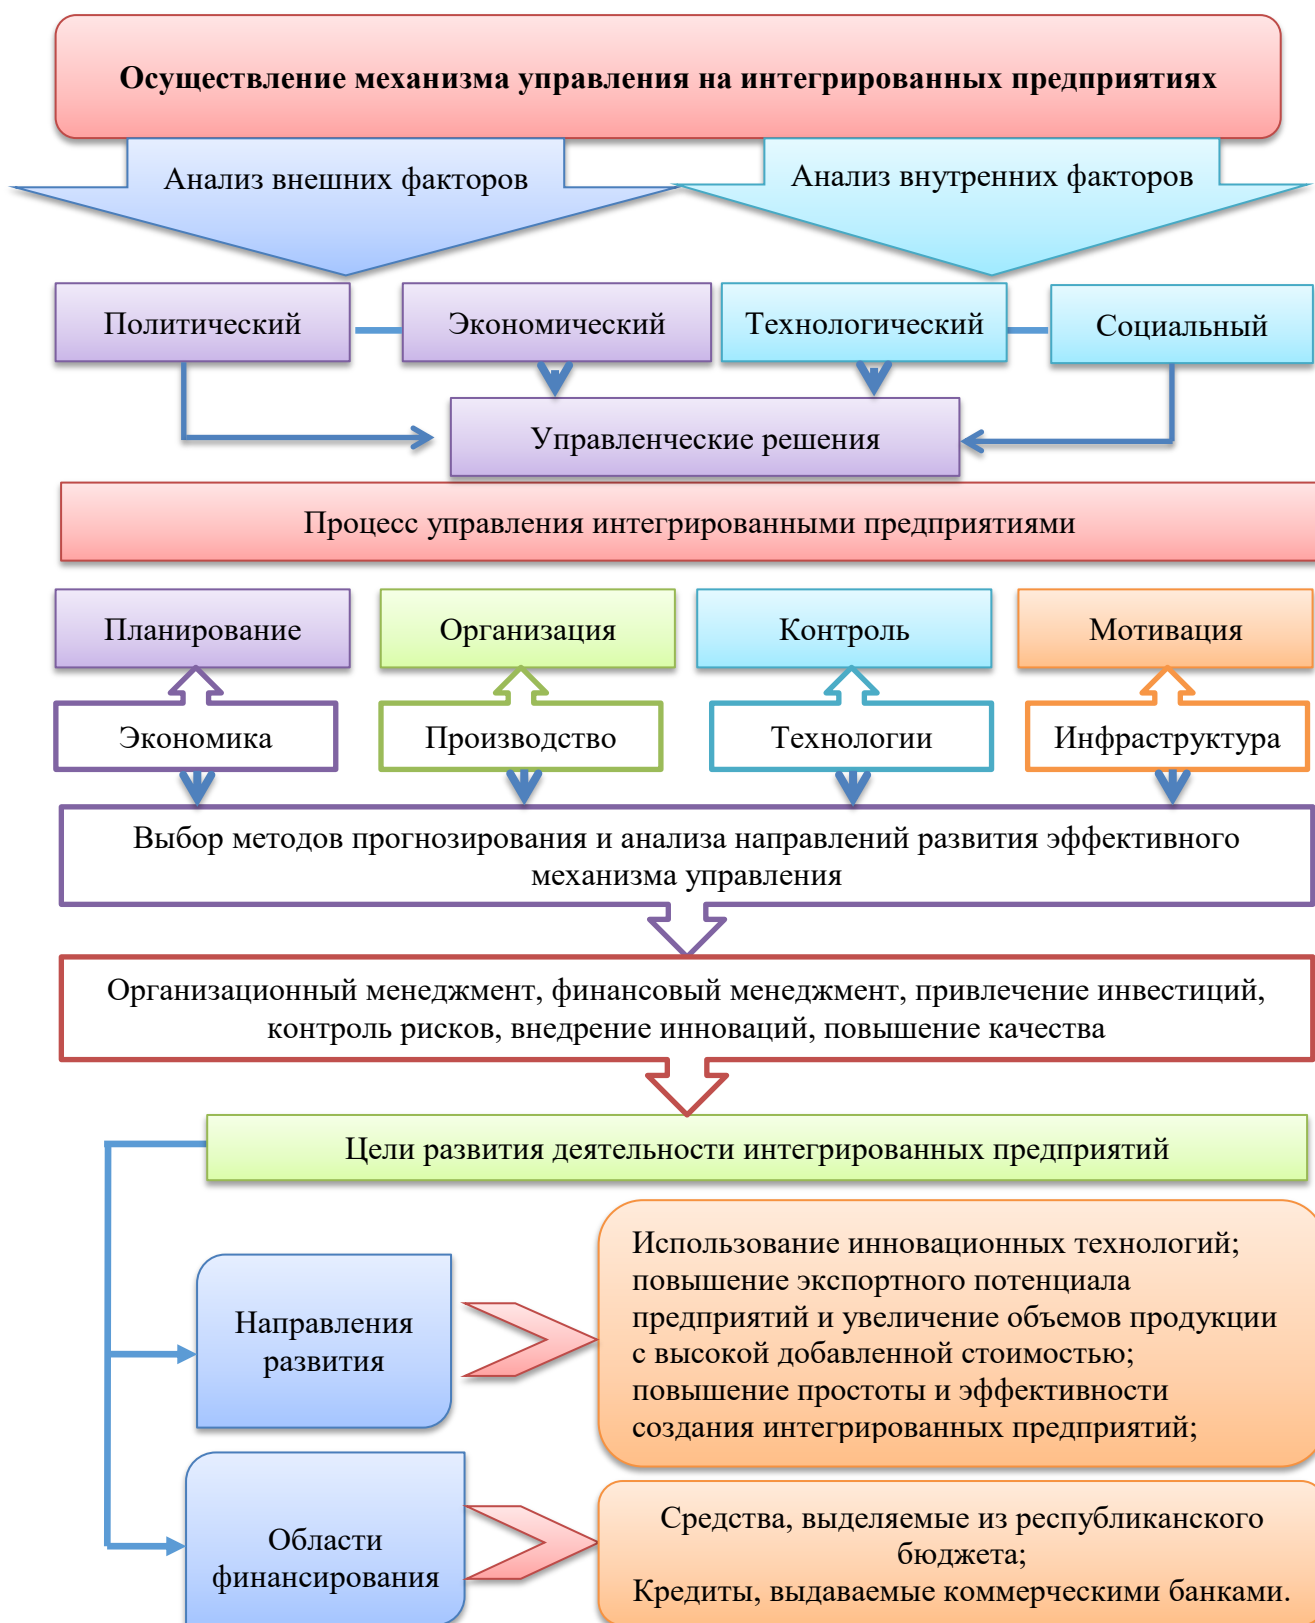 Осуществление механизма управления на интегрированных предприятиях
Анализ внешних факторов
Анализ внутренних факторов
Политический
Экономический
Технологический
Социальный
Управленческие решения
Процесс управления интегрированными предприятиями
Планирование
Организация
Контроль
Мотивация
Экономика
Производство
Технологии
Инфраструктура
Выбор методов прогнозирования и анализа направлений развития эффективного
механизма управления
Организационный менеджмент, финансовый менеджмент, привлечение инвестиций,
контроль рисков, внедрение инноваций, повышение качества
Цели развития деятельности интегрированных предприятий
Направления
развития
Использование инновационных технологий;
повышение экспортного потенциала
предприятий и увеличение объемов продукции
с высокой добавленной стоимостью;
повышение простоты и эффективности
создания интегрированных предприятий;
Области
финансирования
Средства, выделяемые из республиканского
бюджета;
Кредиты, выдаваемые коммерческими банками.